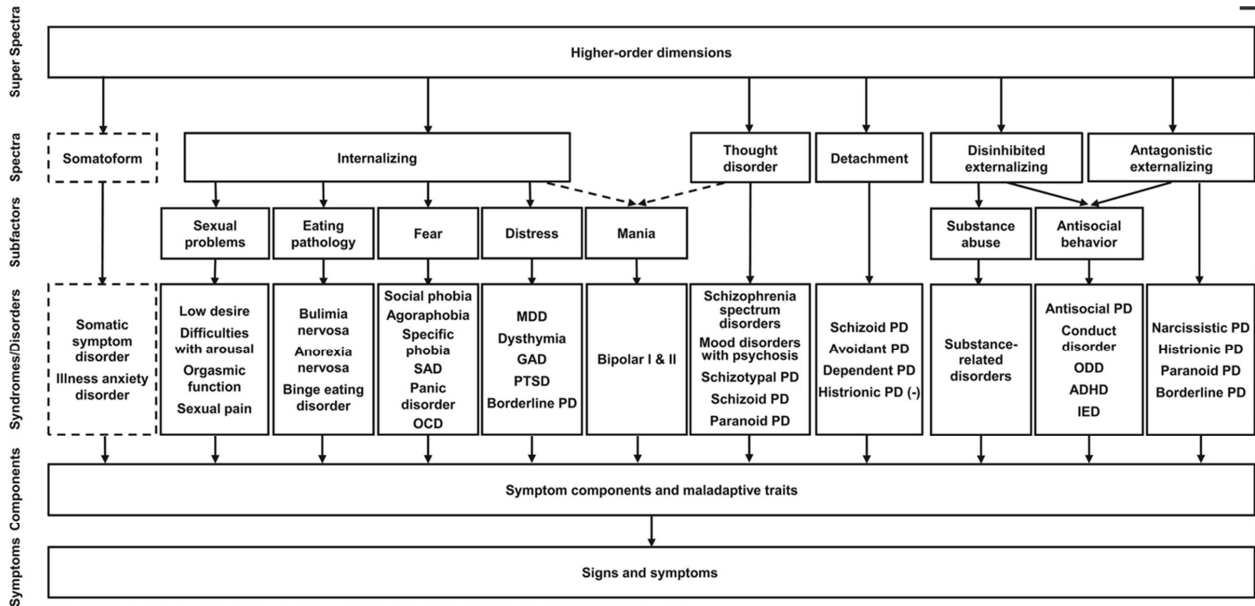 Super Spectra
Higher-order dimensions
Spectra
Somatoform
Internalizing
Thought
disorder
Detachment
Disinhibited
externalizing
Antagonistic
externalizing
Subfactors
Sexual
problems
Eating
pathology
Fear
Distress
Mania
Substance
abuse
Antisocial
behavior
Syndromes/Disorders
Somatic
symptom
disorder
Illness anxiety
disorder
Low desire
Difficulties
with arousal
Orgasmic
function
Sexual pain
Bulimia
nervosa
Anorexia
nervosa
Binge eating
disorder
Social phobia
Agoraphobia
Specific
phobia
SAD
Panic
disorder
OCD
MDD
Dysthymia
GAD
PTSD
Borderline PD
Bipolar I & II
Schizophrenia
spectrum
disorders
Mood disorders
with psychosis
Schizotypal PD
Schizoid PD
Paranoid PD
Schizoid PD
Avoidant PD
Dependent PD
Histrionic PD (-)
Substance-
related
disorders
Antisocial PD
Conduct
disorder
ODD
ADHD
IED
Narcissistic PD
Histrionic PD
Paranoid PD
Borderline PD
Components
Symptom components and maladaptive traits
Symptoms
Signs and symptoms